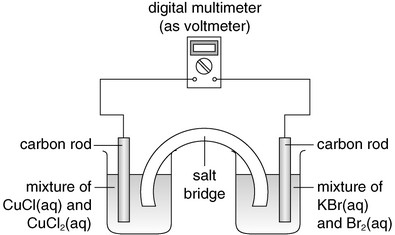 digital multimeter
(as voltmeter)
carbon rod
carbon rod
salt
bridge
mixture of
CuCl(aq) and
CuCl₂(aq)
mixture of
KBr(aq)
and Br₂(aq)